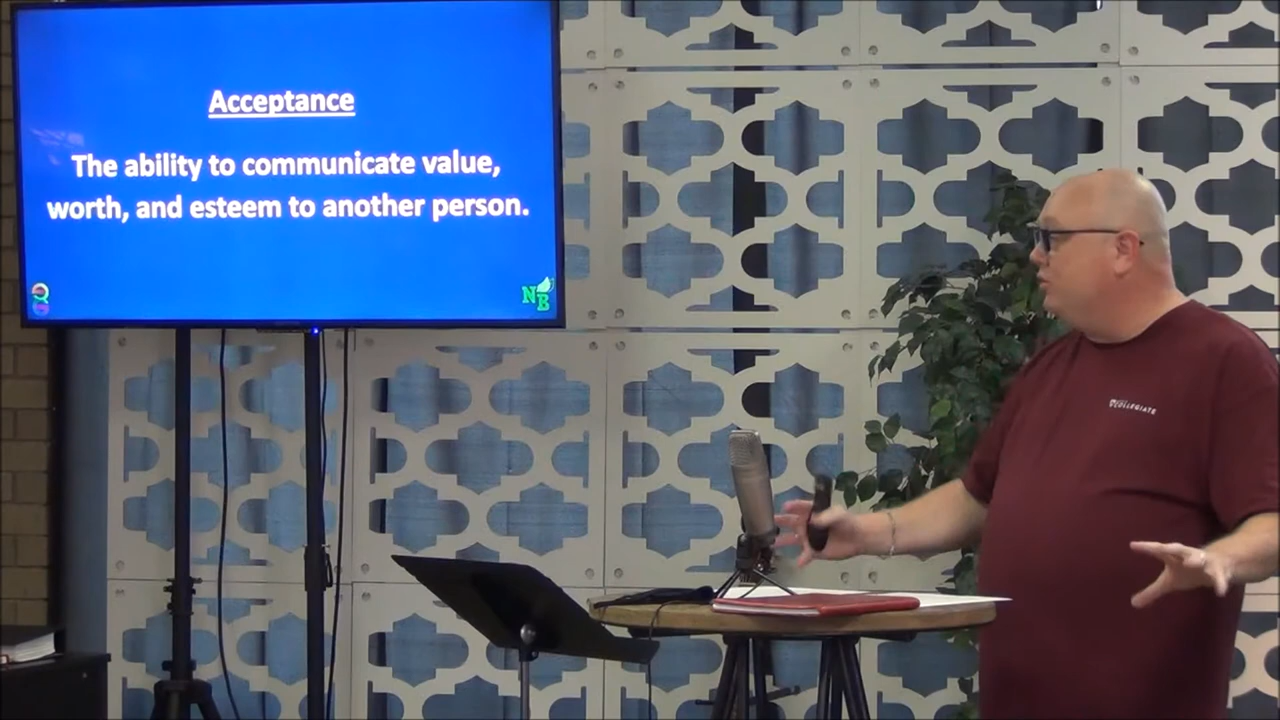 Acceptance
The ability to communicate value,
worth, and esteem to another person.
NB
COLLEGIATE